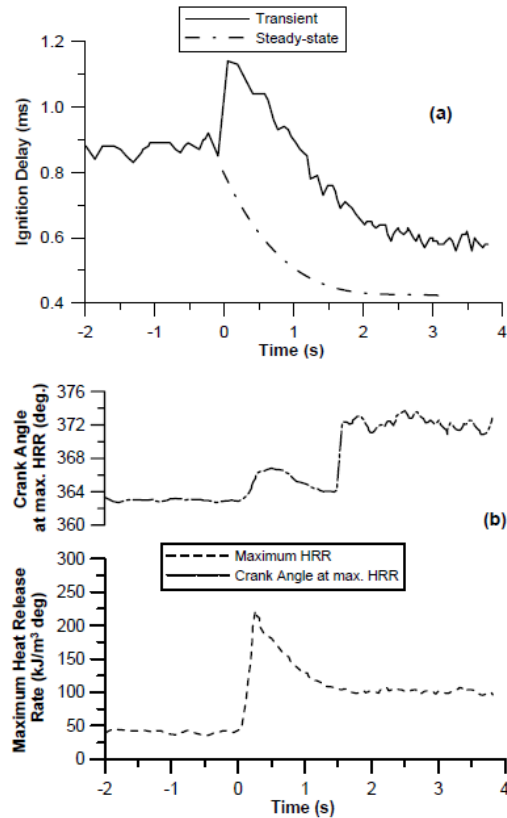 Transient
Steady-state
1.2
1.0
0.8
0.6
0.4
Ignition Delay (ms)
(a)
-2 -1 0 1 2 3 4
Time (s)
376
372
368
364
360
Crank Angle
at max. HRR (deg.)
(b)
Maximum HRR
Crank Angle at max. HRR
300
250
200
150
100
50
0
Maximum Heat Release
Rate (kJ/m³ deg)
-2 -1 0 1 2 3 4
Time (s)